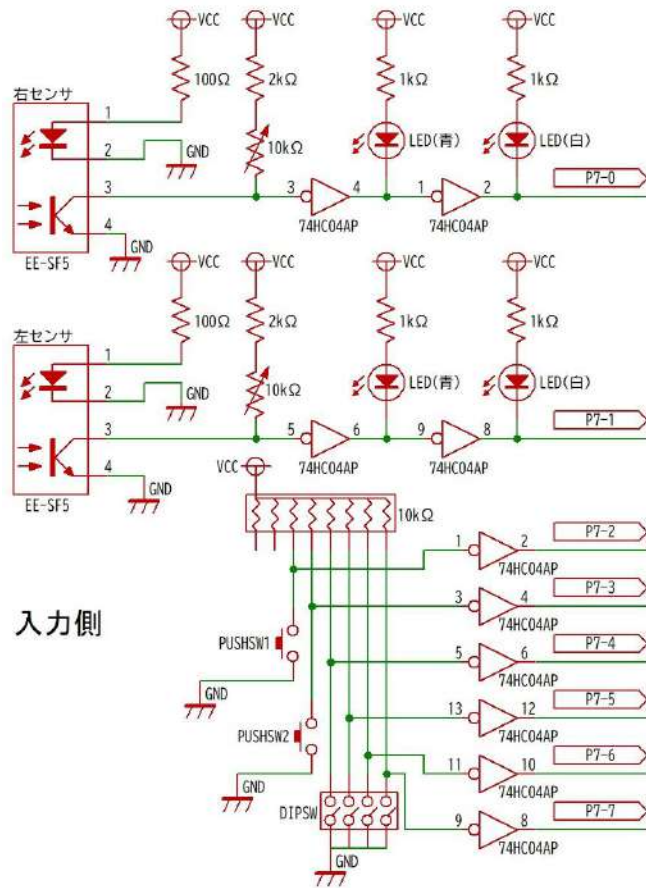 VCC VCC VCC VCC
100Ω 2kΩ 1kΩ 1kΩ
右センサ
1
2
GND
10kΩ
LED(青) LED(白)
3 3 4 1 2 P7-0
4
74HC04AP 74HC04AP
GND
EE-SF5
VCC VCC VCC VCC
100Ω 2kΩ 1kΩ 1kΩ
左センサ
1
2
GND
10kΩ
LED(青) LED(白)
3 5 6 9 8 P7-1
4
74HC04AP 74HC04AP
GND
EE-SF5
VCC
10kΩ
1 2 P7-2
74HC04AP
3 4 P7-3
74HC04AP
入力側
PUSHSW1
5 6 P7-4
74HC04AP
GND
13 12 P7-5
74HC04AP
PUSHSW2
11 10 P7-6
74HC04AP
GND
DIPSW
9 8 P7-7
74HC04AP
GND